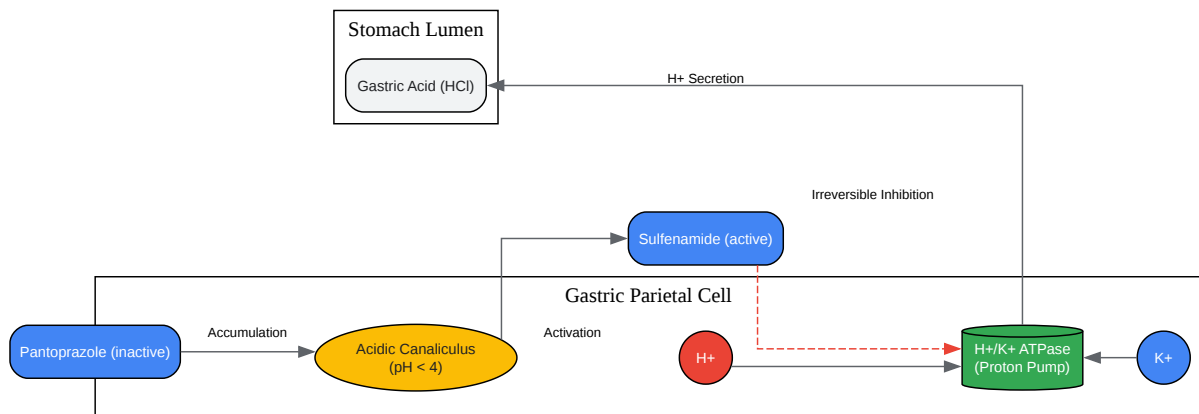 Stomach Lumen
Gastric Acid (HCl)
H+ Secretion
Irreversible Inhibition
Sulfenamide (active)
Gastric Parietal Cell
Pantoprazole (inactive)
Accumulation
Acidic Canaliculus
(pH < 4)
Activation
H+
H+/K+ ATPase
(Proton Pump)
K+